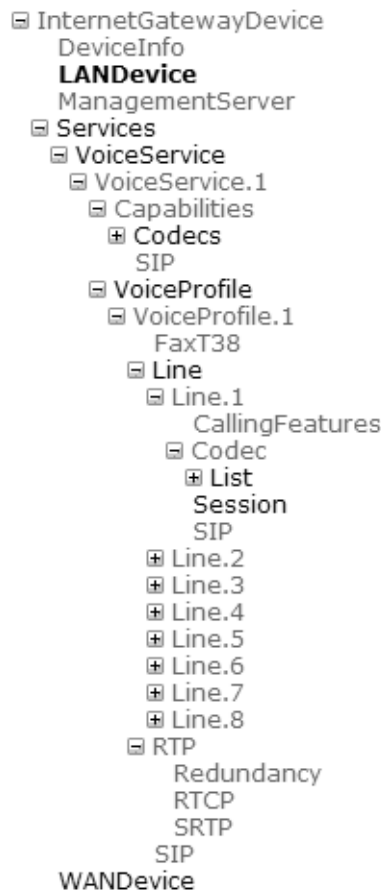 InternetGatewayDevice
DeviceInfo
LANDevice
ManagementServer
Services
VoiceService
VoiceService.1
Capabilities
Codecs
SIP
VoiceProfile
VoiceProfile.1
FaxT38
Line
Line.1
CallingFeatures
Codec
List
Session
SIP
Line.2
Line.3
Line.4
Line.5
Line.6
Line.7
Line.8
RTP
Redundancy
RTCP
SRTP
SIP
WANDevice